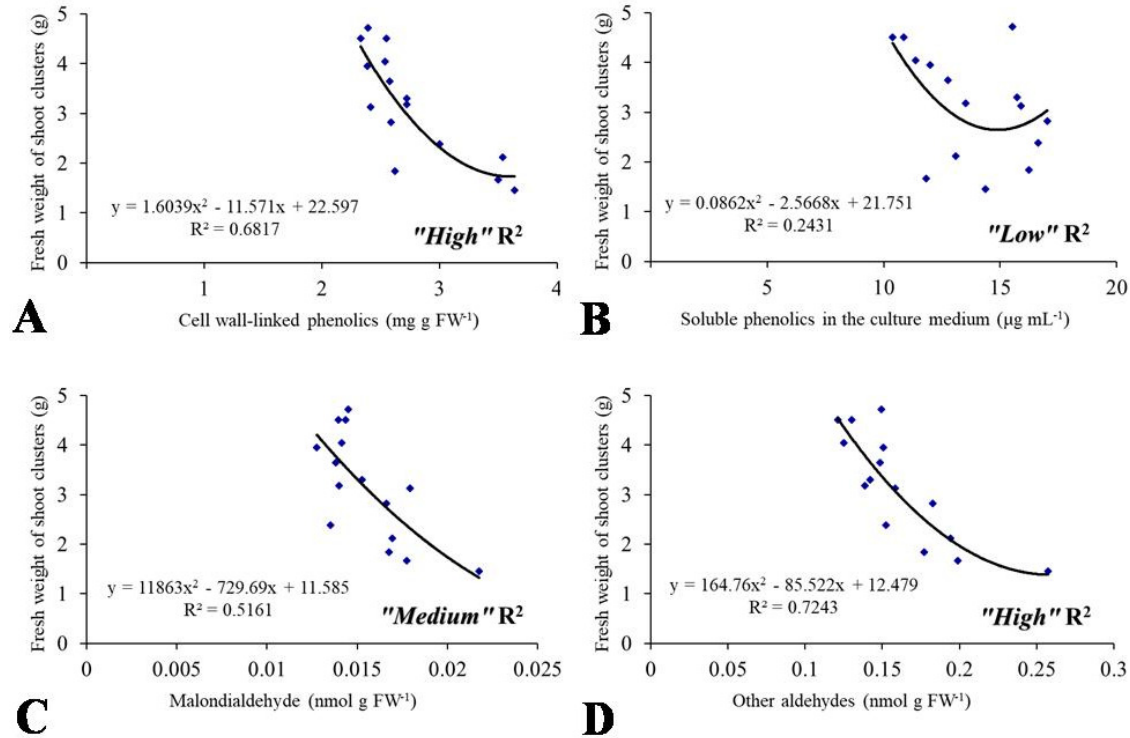 Fresh weight of shoot clusters (g)
5
4
3
2
1
0
y = 1.6039x² - 11.571x + 22.597
R² = 0.6817
"High" R²
1
2
3
4
A
Cell wall-linked phenolics (mg g FW⁻¹)
Fresh weight of shoot clusters (g)
5
4
3
2
1
0
y = 0.0862x² - 2.5668x + 21.751
R² = 0.2431
"Low" R²
5
10
15
20
B
Soluble phenolics in the culture medium (µg mL⁻¹)
Fresh weight of shoot clusters (g)
5
4
3
2
1
0
y = 11863x² - 729.69x + 11.585
R² = 0.5161
"Medium" R²
0
0.005
0.01
0.015
0.02
0.025
C
Malondialdehyde (nmol g FW⁻¹)
Fresh weight of shoot clusters (g)
5
4
3
2
1
0
y = 164.76x² - 85.522x + 12.479
R² = 0.7243
"High" R²
0
0.05
0.1
0.15
0.2
0.25
0.3
D
Other aldehydes (nmol g FW⁻¹)